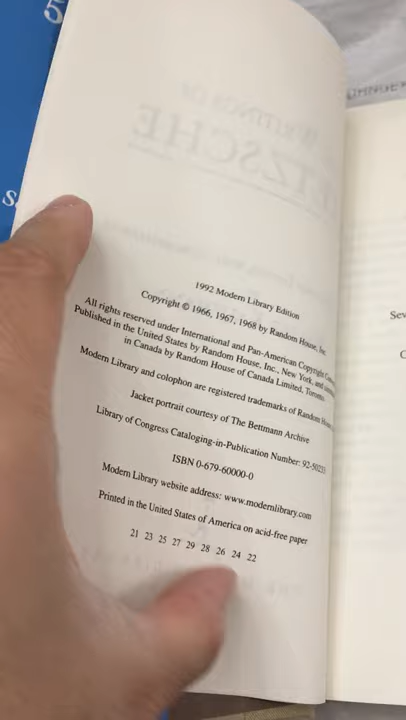 1992 Modern Library Edition
Copyright © 1966, 1967, 1968 by Random House, Inc.
All rights reserved under International and Pan-American Copyright
Published in the United States by Random House, Inc., New York, and
in Canada by Random House of Canada Limited, Toronto.
Modern Library and colophon are registered trademarks of Random
Jacket portrait courtesy of The Bettmann Archive
Library of Congress Cataloging-in-Publication Number:
ISBN 0-679-60000-0
Modern Library website address: www.modernlibrary.com
Printed in the United States of America on acid-free paper
21 23 25 27 29 28 26 24 22